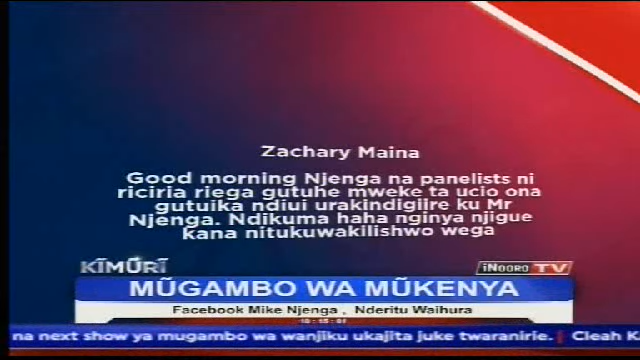 Zachary Maina
Good morning Njenga na panelists ni
riciria riega gutuhe mweke ta ucio ona
gutuika ndiui urakindigiire ku Mr
Njenga. Ndikuma haha nginya njigue
kana nitukuwakilishwo wega
KĪMŨRĪ
iNOORO TV
MŨGAMBO WA MŨKENYA
Facebook Mike Njenga , Nderitu Waihura
na next show ya mugambo wa wanjiku ukajita juke twaranirie. | Cleah K